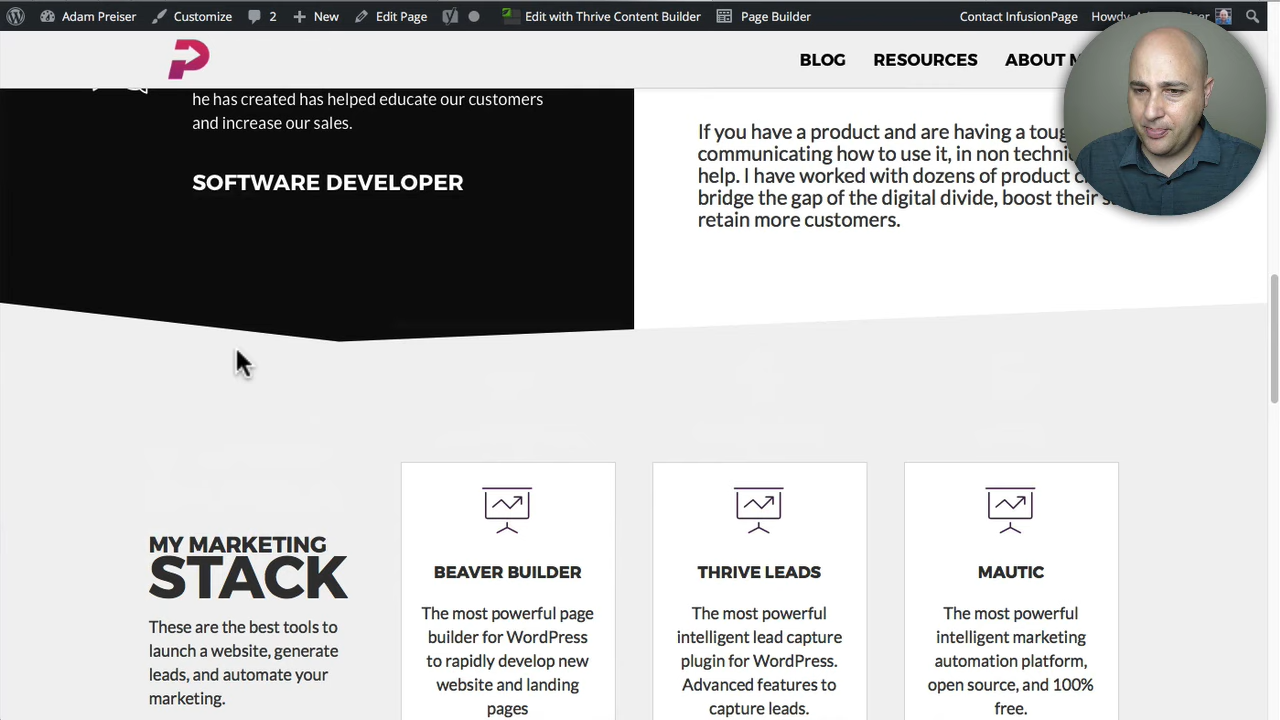 Adam Preiser
Customize
2
New
Edit Page
Edit with Thrive Content Builder
Page Builder
Contact InfusionPage
Howdy,
BLOG
RESOURCES
ABOUT
he has created has helped educate our customers
and increase our sales.
SOFTWARE DEVELOPER
If you have a product and are having a
communicating how to use it, in non
help. I have worked with dozens of product
bridge the gap of the digital divide, boost their
retain more customers.
MY MARKETING
STACK
These are the best tools to
launch a website, generate
leads, and automate your
marketing.
BEAVER BUILDER
The most powerful page
builder for WordPress
to rapidly develop new
website and landing
pages
THRIVE LEADS
The most powerful
intelligent lead capture
plugin for WordPress.
Advanced features to
capture leads.
MAUTIC
The most powerful
intelligent marketing
automation platform,
open source, and 100%
free.